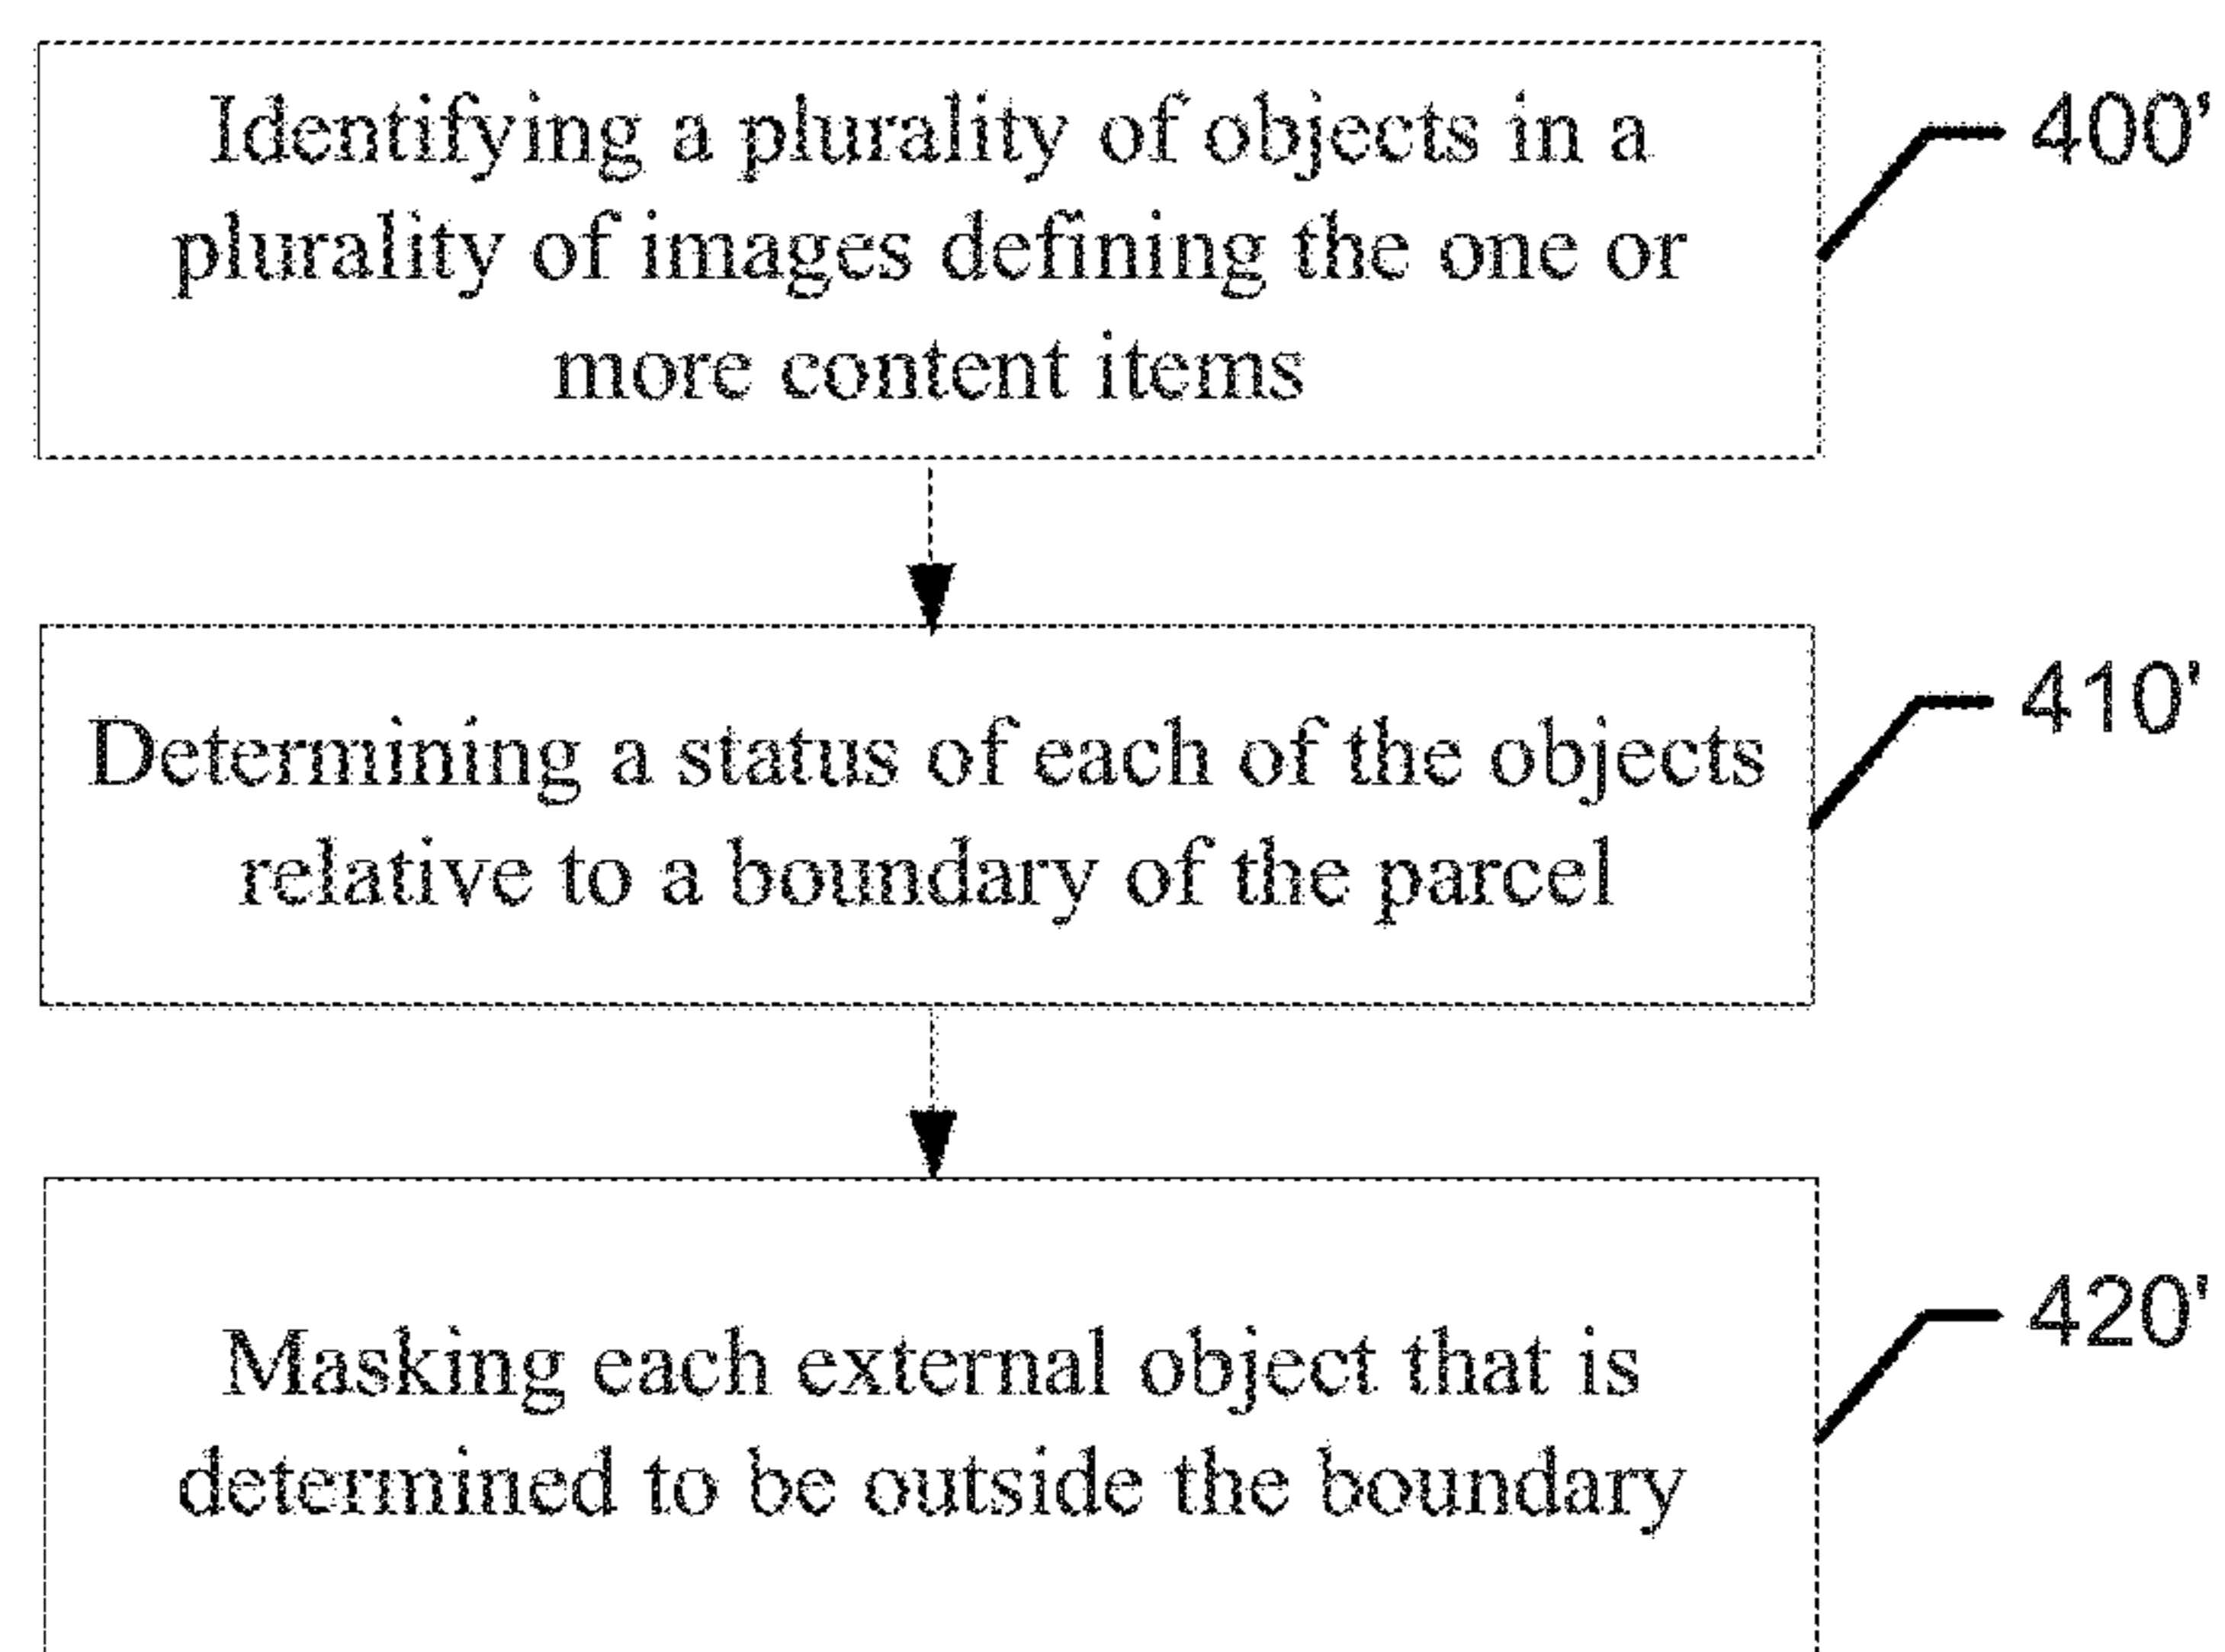 Identifying a plurality of objects in a
plurality of images defining the one or
more content items
400'
Determining a status of each of the objects
relative to a boundary of the parcel
410'
Masking each external object that is
determined to be outside the boundary
420'